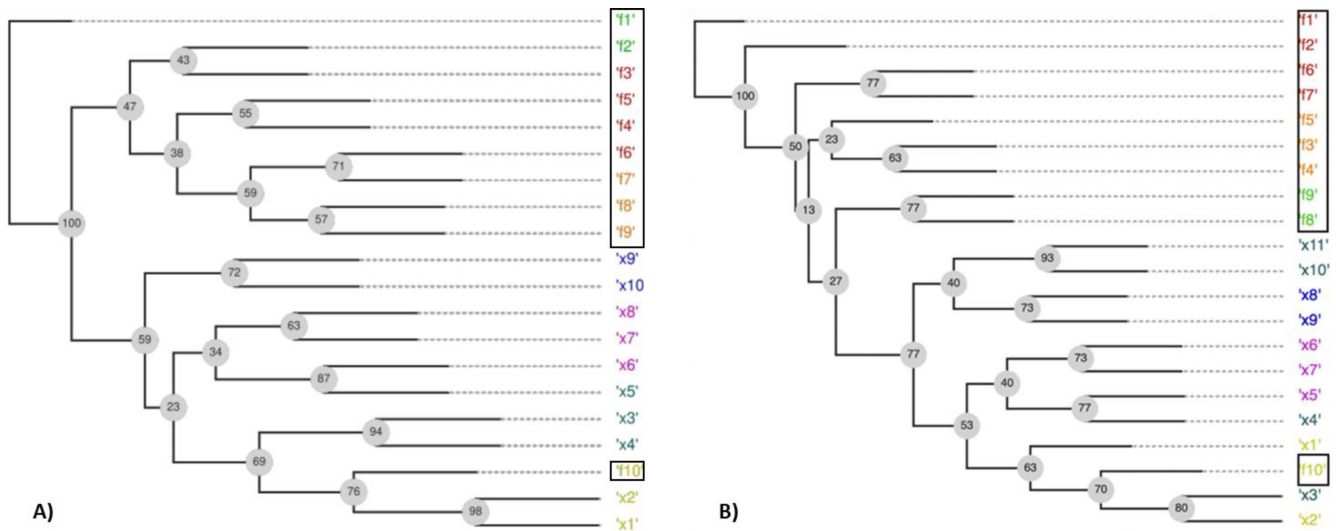 'f1'
'f2'
'f3'
'f5'
'f4'
'f6'
'f7'
'f8'
'f9'
'x9'
'x10
'x8'
'x7'
'x6'
'x5'
'x3'
'x4'
'f10'
'x2'
'x1'
43
47
55
38
71
59
57
100
72
59
63
34
87
23
94
69
76
98
A)
'f1'
'f2'
'f6'
'f7'
'f5'
'f3'
'f4'
'f9'
'f8'
'x11'
'x10'
'x8'
'x9'
'x6'
'x7'
'x5'
'x4'
'x1'
'f10'
'x3'
'x2'
77
100
23
50
63
77
13
93
27
40
73
77
73
40
77
53
63
70
80
B)